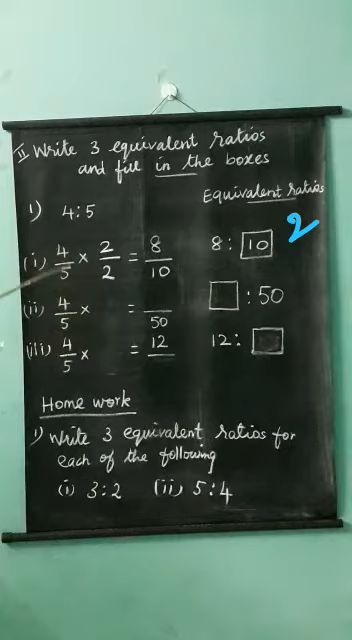 II Write 3 equivalent ratios
and fill in the boxes
Equivalent ratios
1) 4:5
2
(i) 4/5 × 2/2 = 8/10 8:10
(ii) 4/5 × = __/50 □:50
(iii) 4/5 × = 12/__ 12:□
Home work
1) Write 3 equivalent ratios for
each of the following
(i) 3:2 (ii) 5:4